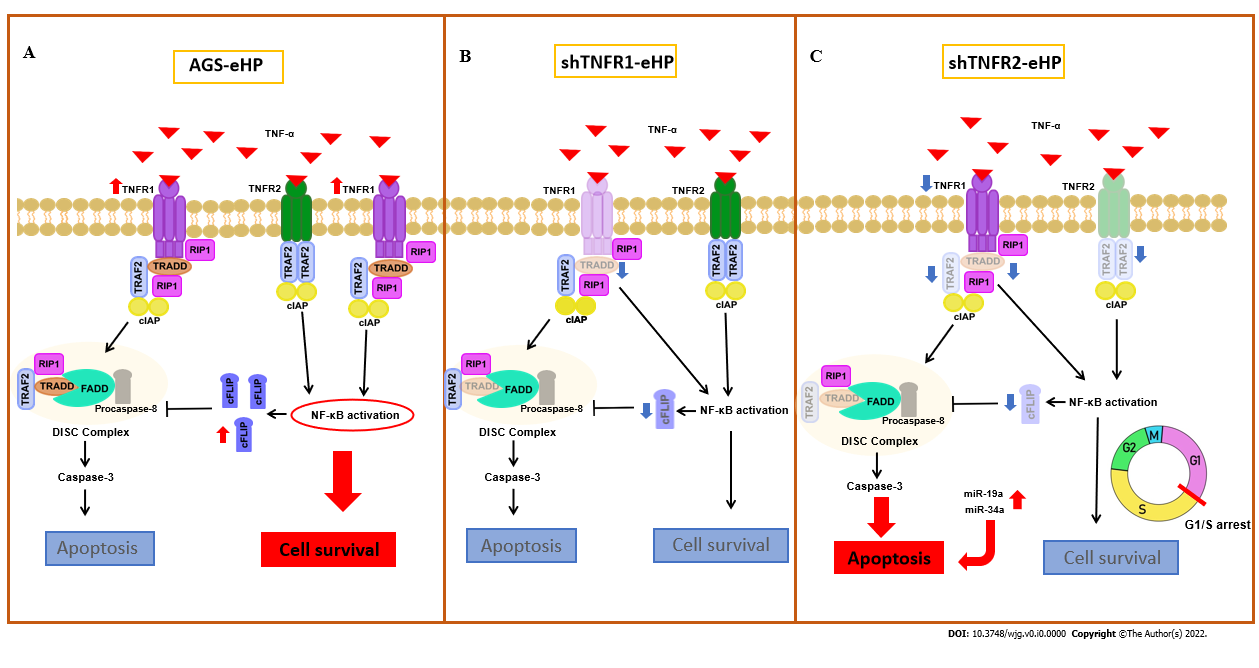 A
AGS-eHP
TNF-α
TNFR1
TNFR2
TNFR1
RIP1
TRAF2
TRADD
RIP1
cIAP
TRAF2
TRAF2
cIAP
RIP1
TRAF2
TRADD
RIP1
cIAP
RIP1
TRAF2
TRADD
FADD
Procaspase-8
DISC Complex
Caspase-3
Apoptosis
cFLIP
cFLIP
cFLIP
NF-κB activation
Cell survival
B
shTNFR1-eHP
TNF-α
TNFR1
TNFR2
RIP1
TRAF2
TRADD
RIP1
cIAP
TRAF2
TRAF2
cIAP
RIP1
TRAF2
TRADD
FADD
Procaspase-8
DISC Complex
Caspase-3
Apoptosis
cFLIP
NF-κB activation
Cell survival
C
shTNFR2-eHP
TNF-α
TNFR1
TNFR2
RIP1
TRAF2
TRADD
RIP1
cIAP
TRAF2
TRAF2
cIAP
RIP1
TRAF2
TRADD
FADD
Procaspase-8
DISC Complex
Caspase-3
Apoptosis
miR-19a
miR-34a
cFLIP
NF-κB activation
G2
M
G1
S
G1/S arrest
Cell survival
DOI: 10.3748/wjg.v0.i0.0000 Copyright ©The Author(s) 2022.